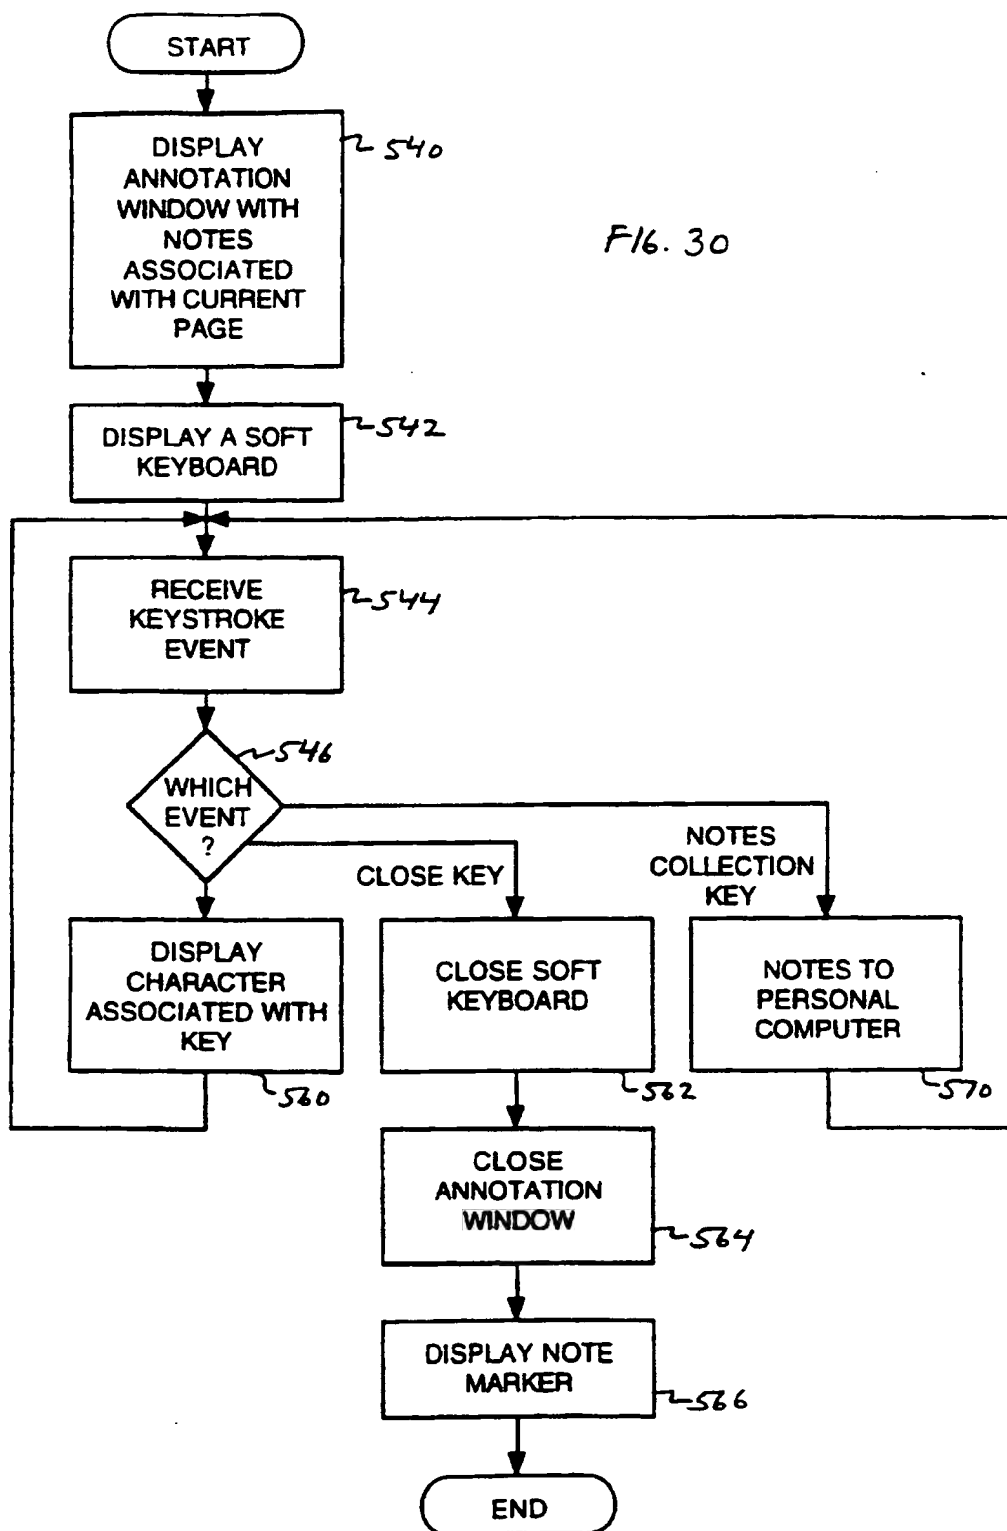 START
DISPLAY
ANNOTATION
WINDOW WITH
NOTES
ASSOCIATED
WITH CURRENT
PAGE
540
FIG. 30
DISPLAY A SOFT
KEYBOARD
542
RECEIVE
KEYSTROKE
EVENT
544
WHICH
EVENT
?
546
CLOSE KEY
NOTES
COLLECTION
KEY
DISPLAY
CHARACTER
ASSOCIATED WITH
KEY
560
CLOSE SOFT
KEYBOARD
562
NOTES TO
PERSONAL
COMPUTER
570
CLOSE
ANNOTATION
WINDOW
564
DISPLAY NOTE
MARKER
566
END